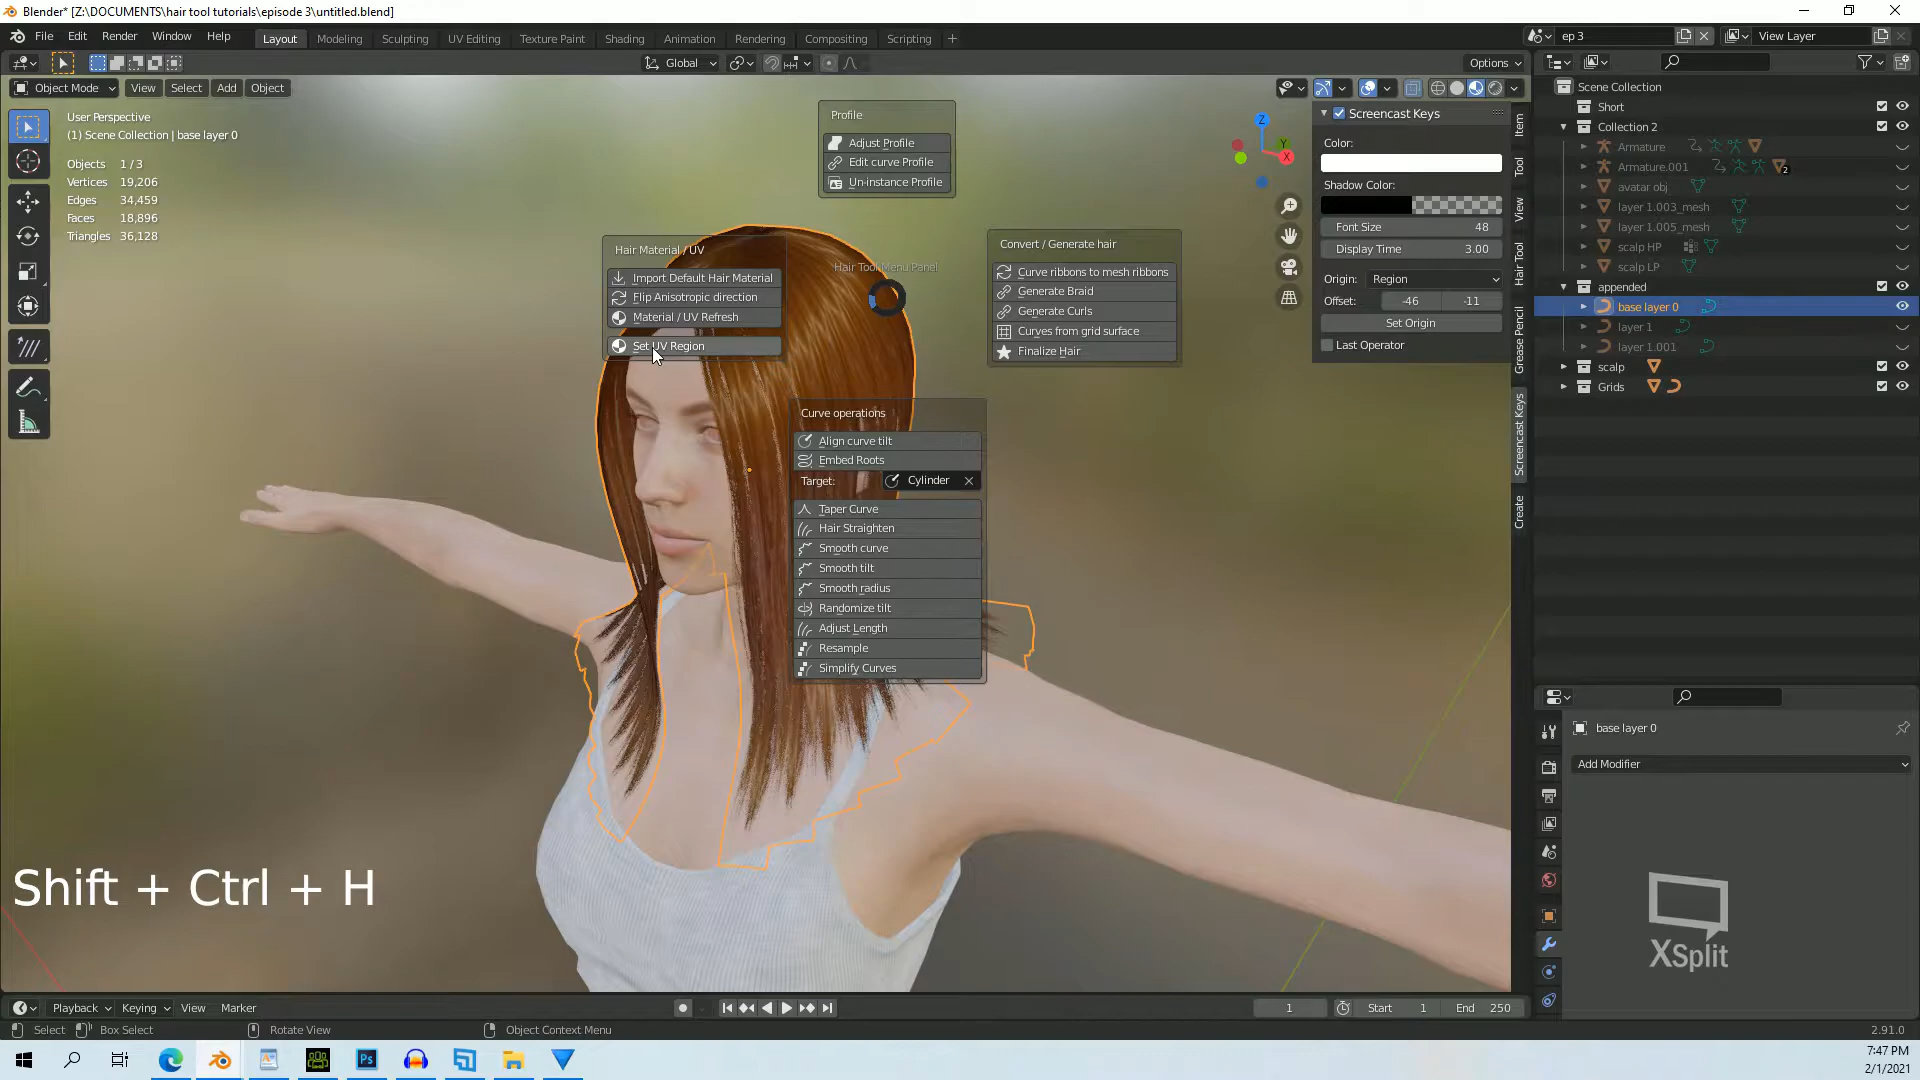 Blender* [Z:\DOCUMENTS\hair tool tutorials\episode 3\untitled.blend]
File Edit Render Window Help
Layout Modeling Sculpting UV Editing Texture Paint Shading Animation Rendering Compositing Scripting +
ep 3
View Layer
Global
Options
Object Mode View Select Add Object
User Perspective
(1) Scene Collection | base layer 0
Objects 1 / 3
Vertices 19,206
Edges 34,459
Faces 18,896
Triangles 36,128
Profile
Adjust Profile
Edit curve Profile
Un-instance Profile
Hair Material / UV
Import Default Hair Material
Flip Anisotropic direction
Material / UV Refresh
Set UV Region
Hair Tool Menu Panel
Convert / Generate hair
Curve ribbons to mesh ribbons
Generate Braid
Generate Curls
Curves from grid surface
Finalize Hair
Curve operations
Align curve tilt
Embed Roots
Target: Cylinder
Taper Curve
Hair Straighten
Smooth curve
Smooth tilt
Smooth radius
Randomize tilt
Adjust Length
Resample
Simplify Curves
Z
Y
X
Screencast Keys
Color:
Shadow Color:
Font Size 48
Display Time 3.00
Origin: Region
Offset: -46 -11
Set Origin
Last Operator
Item
Tool
View
Hair Tool
Grease Pencil
Screencast Keys
Create
Scene Collection
Short
Collection 2
Armature
Armature.001
2
avatar obj
layer 1.003_mesh
layer 1.005_mesh
scalp HP
scalp LP
appended
base layer 0
layer 1
layer 1.001
scalp
Grids
base layer 0
Add Modifier
XSplit
Shift + Ctrl + H
Playback Keying View Marker
1
Start 1
End 250
Select Box Select Rotate View Object Context Menu
2.91.0
Ps
7:47 PM
2/1/2021